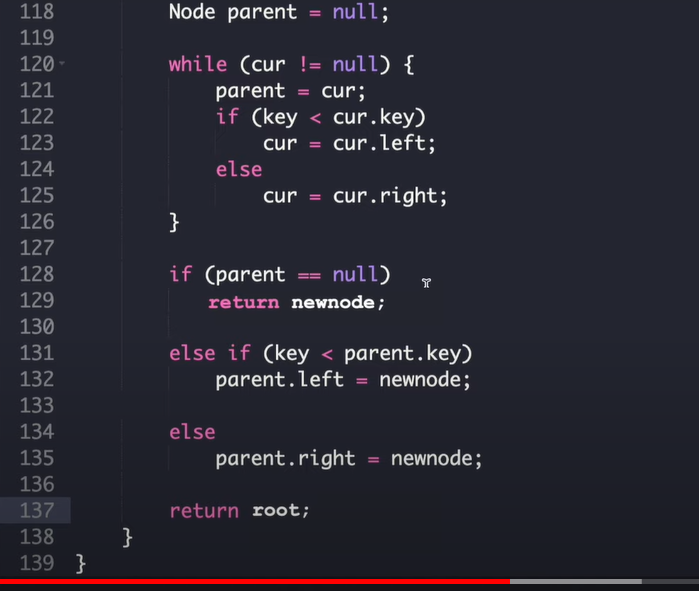 118 Node parent = null;
119
120 while (cur != null) {
121 parent = cur;
122 if (key < cur.key)
123 cur = cur.left;
124 else
125 cur = cur.right;
126 }
127
128 if (parent == null)
129 return newnode;
130
131 else if (key < parent.key)
132 parent.left = newnode;
133
134 else
135 parent.right = newnode;
136
137 return root;
138 }
139 }